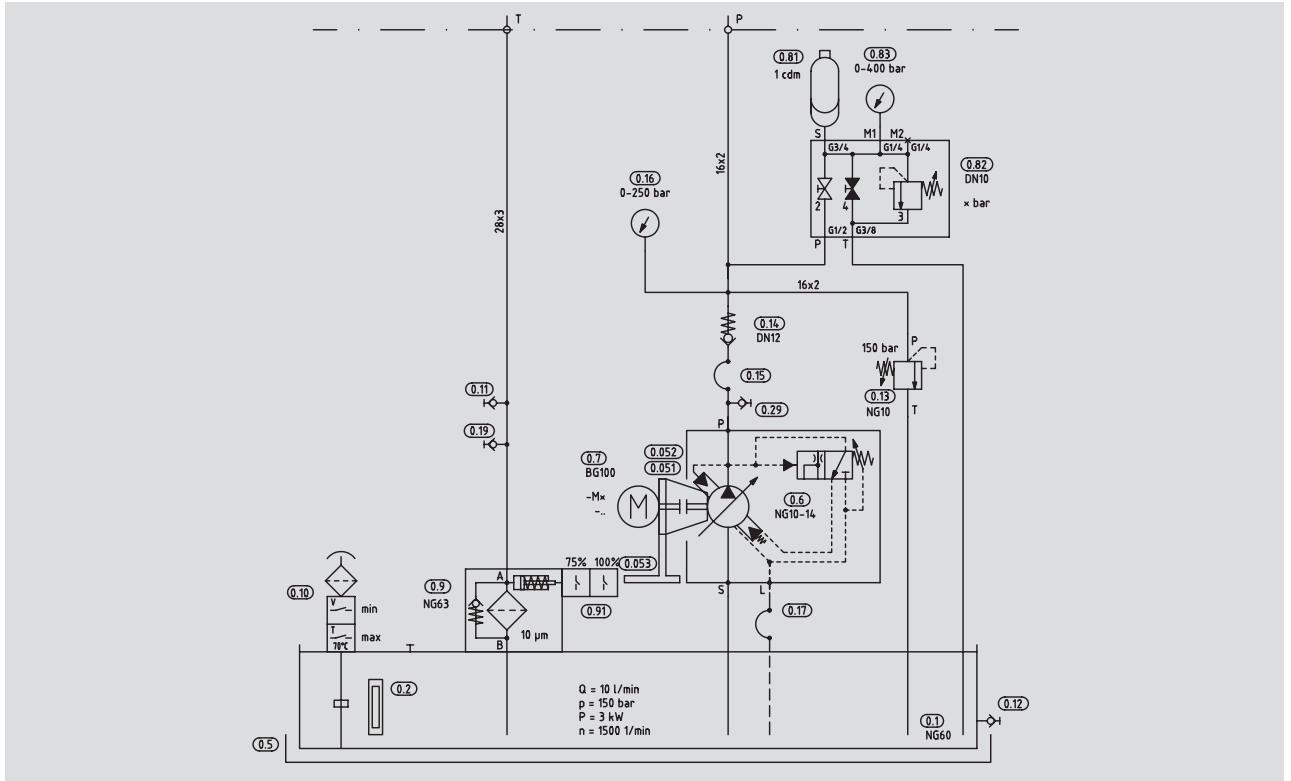 T
P
0.81
0.83
1 cdm
0-400 bar
S
M1
M2
G3/4
G1/4
G1/4
16x2
0.82
DN10
0.16
0-250 bar
2
4
3
× bar
28x3
G1/2
G3/8
P
T
16x2
0.14
DN12
150 bar
P
0.15
0.11
0.13
NG10
T
0.29
0.19
P
0.7
BG100
0.052
0.051
-M×
-..
M
0.6
NG10-14
75%
100%
0.053
0.10
V
min
T
max
70°C
0.9
NG63
A
0.91
S
L
0.17
10 µm
B
0.2
Q = 10 l/min
p = 150 bar
P = 3 kW
n = 1500 1/min
0.12
0.1
NG60
0.5